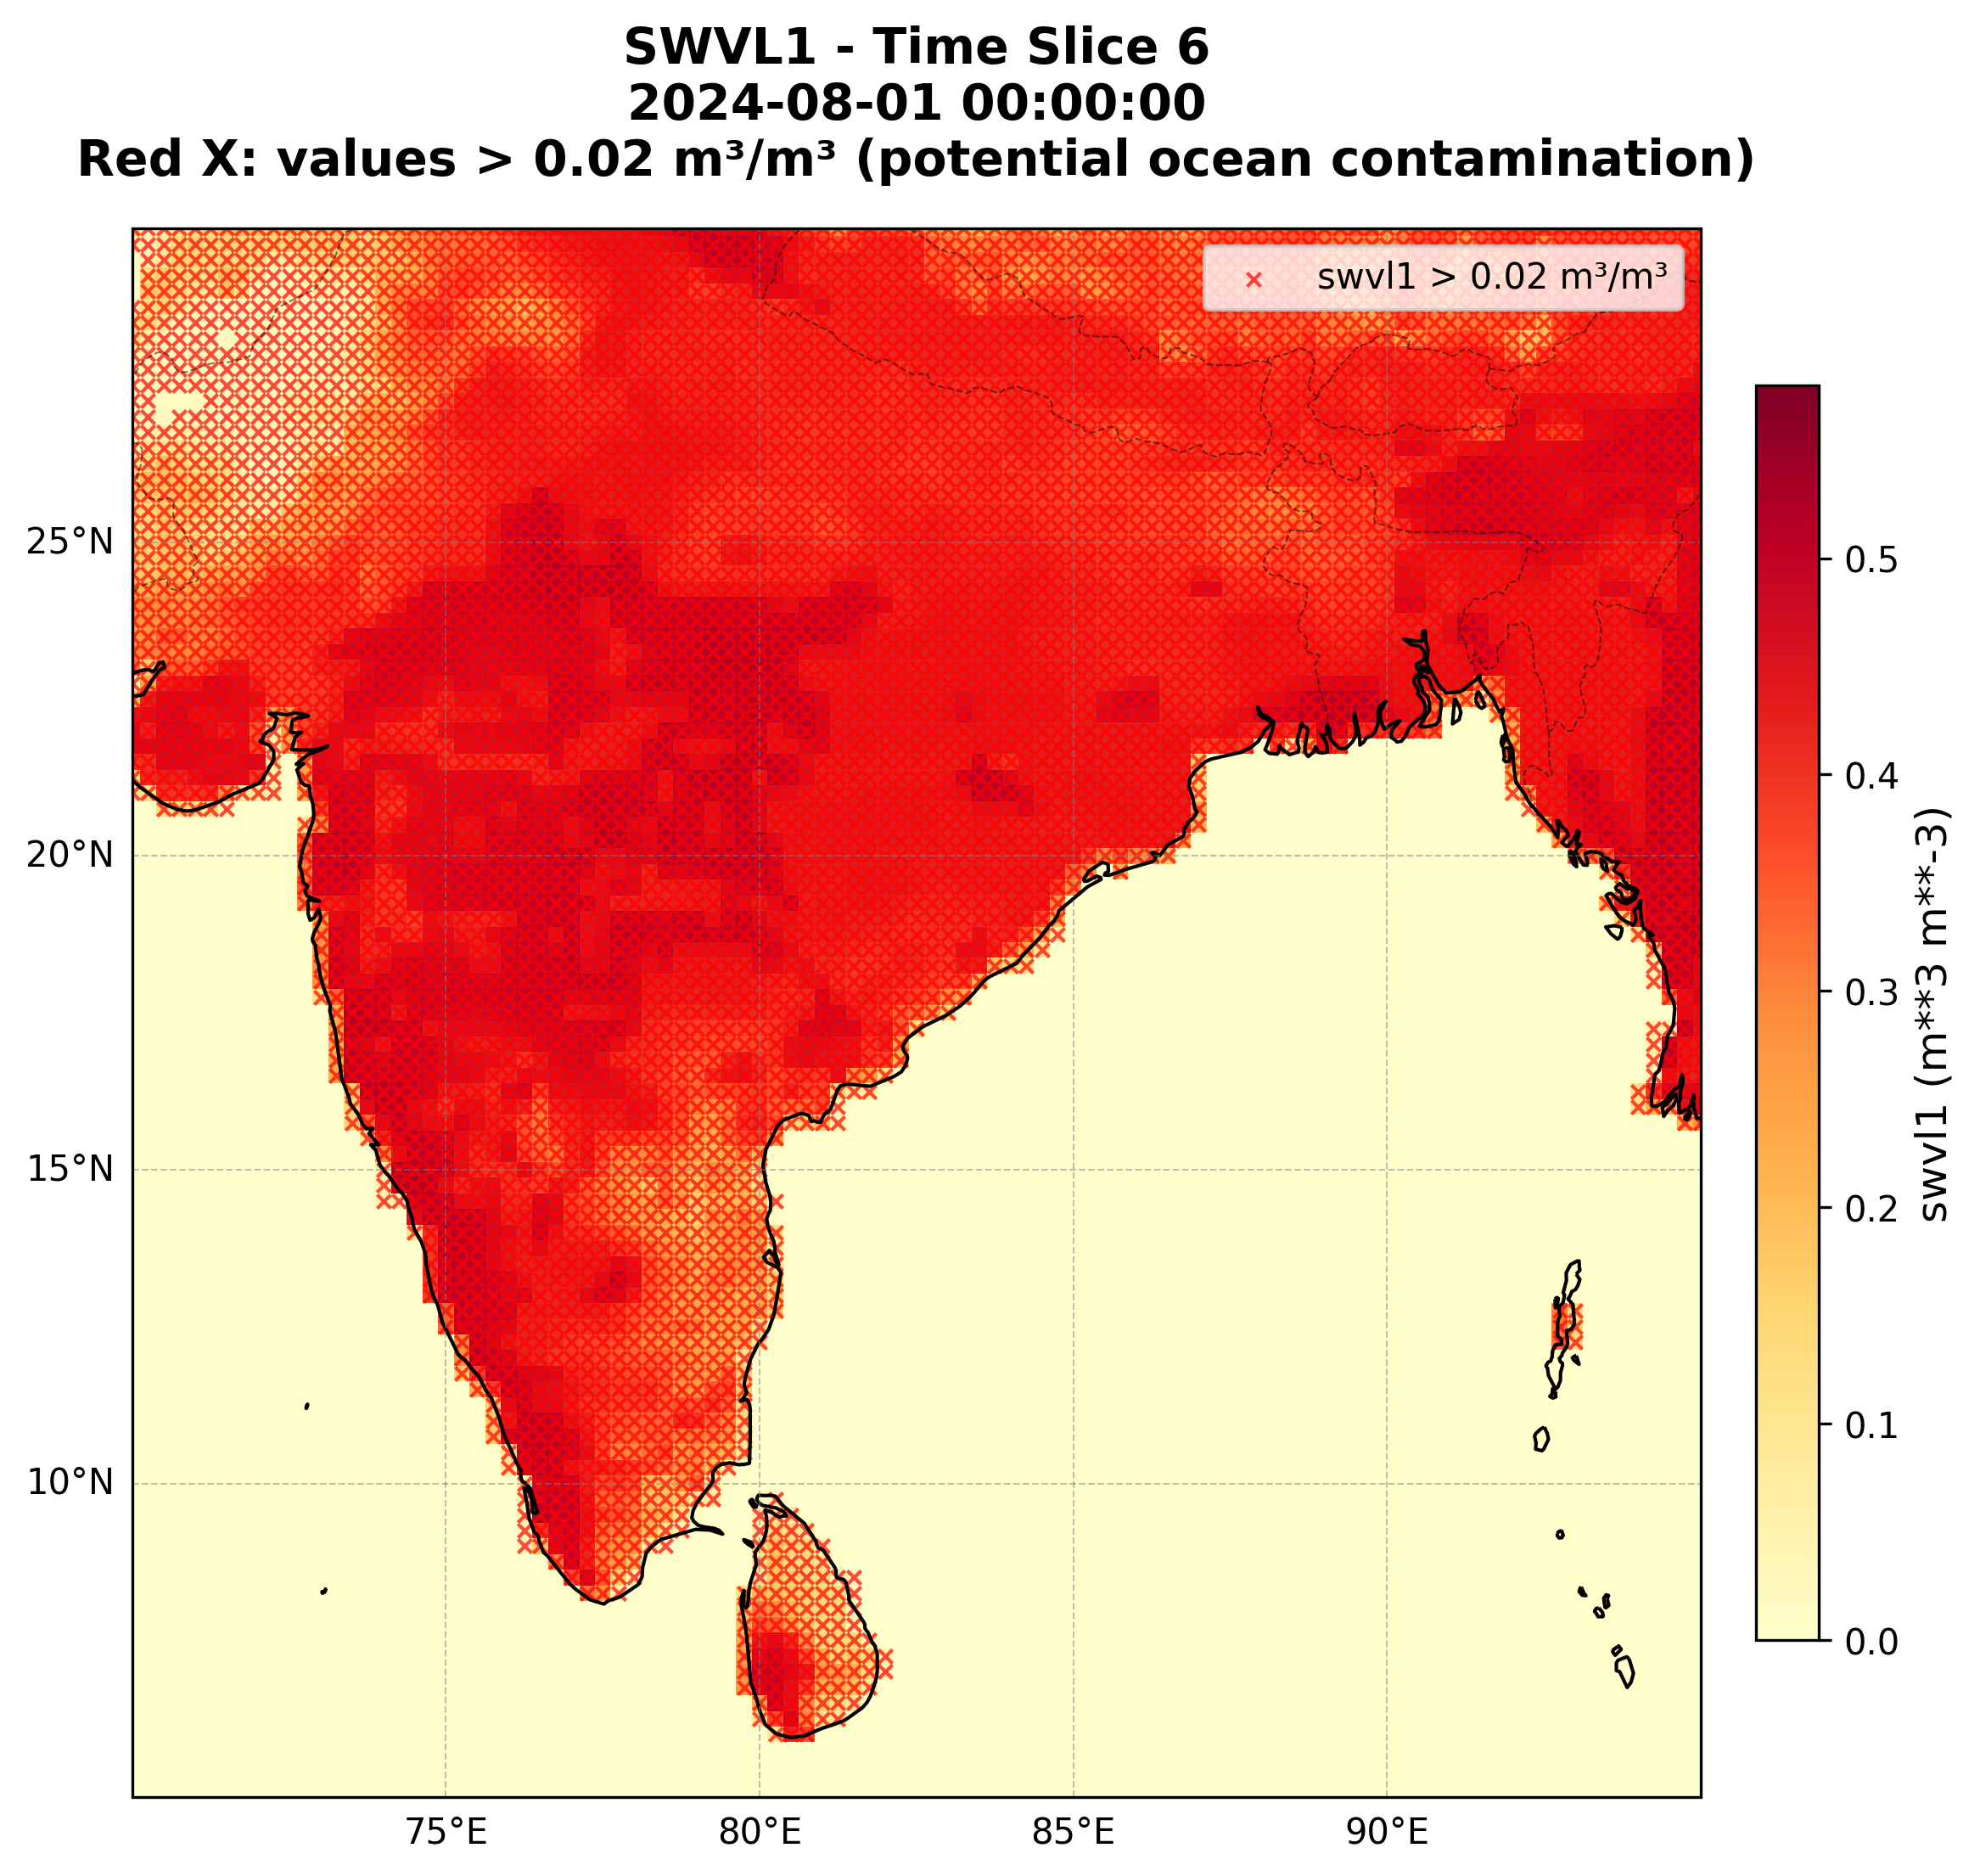 SWVL1 - Time Slice 6
2024-08-01 00:00:00
Red X: values > 0.02 m³/m³ (potential ocean contamination)
swvl1 > 0.02 m³/m³
25°N
20°N
15°N
10°N
75°E
80°E
85°E
90°E
0.5
0.4
0.3
0.2
0.1
0.0
swvl1 (m**3 m**-3)